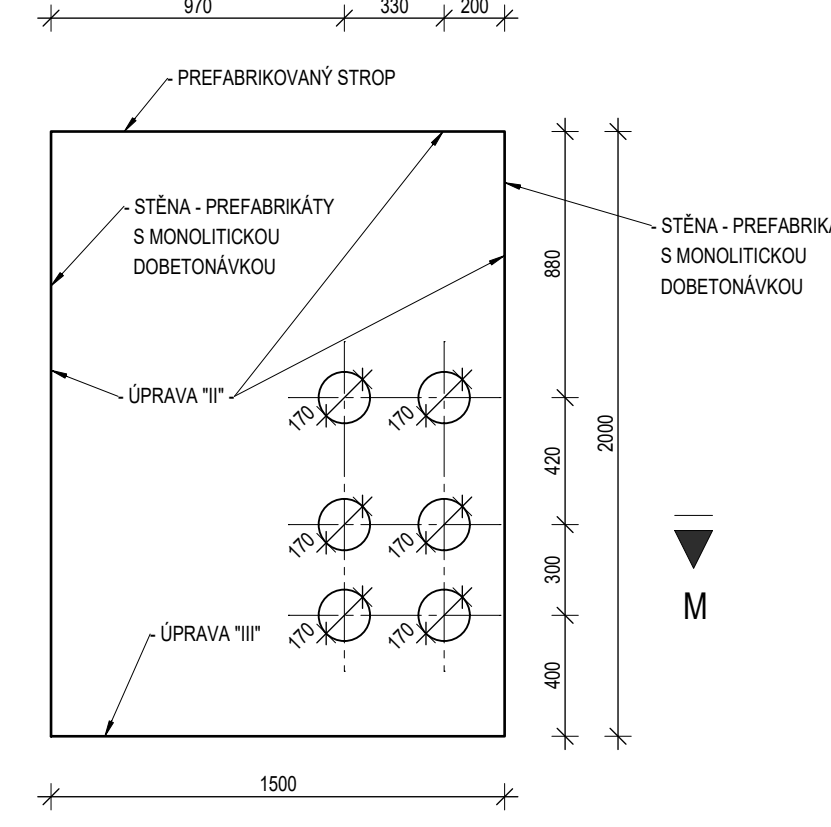 970 330 200
- PREFABRIKOVANÝ STROP
- STĚNA - PREFABRIKÁTY
S MONOLITICKOU
DOBETONÁVKOU
- STĚNA - 
S MONOLITICKOU
DOBETONÁVKOU
880
- ÚPRAVA "II" -
170 170
420
2000
170 170
300
M
170 170
- ÚPRAVA "III"
400
1500